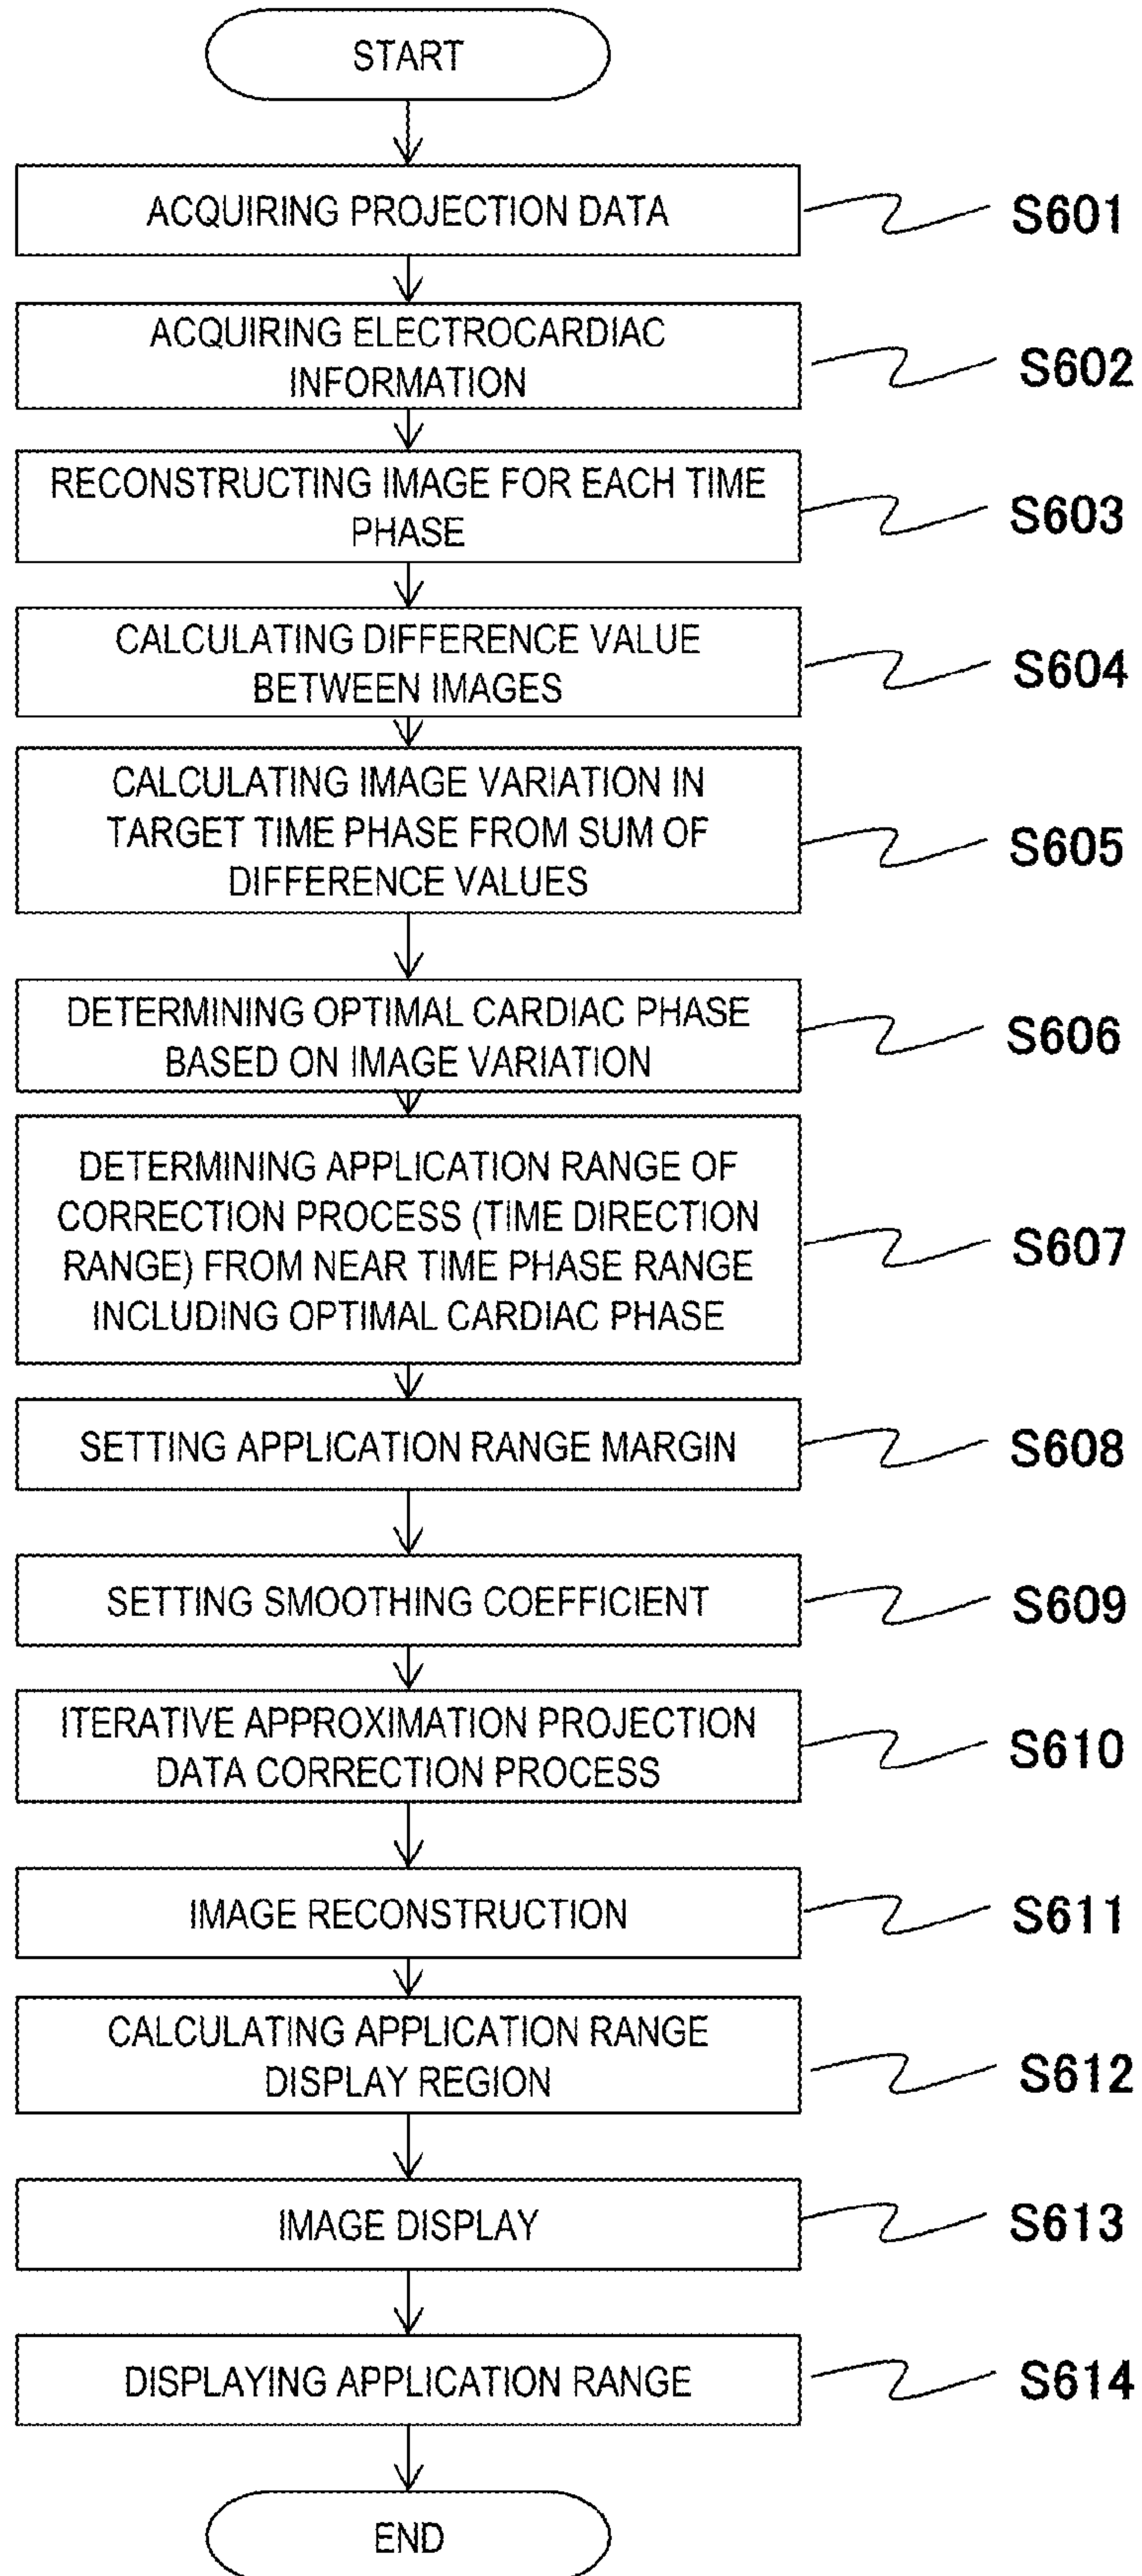 START
ACQUIRING PROJECTION DATA
S601
ACQUIRING ELECTROCARDIAC
INFORMATION
S602
RECONSTRUCTING IMAGE FOR EACH TIME
PHASE
S603
CALCULATING DIFFERENCE VALUE
BETWEEN IMAGES
S604
CALCULATING IMAGE VARIATION IN
TARGET TIME PHASE FROM SUM OF
DIFFERENCE VALUES
S605
DETERMINING OPTIMAL CARDIAC PHASE
BASED ON IMAGE VARIATION
S606
DETERMINING APPLICATION RANGE OF
CORRECTION PROCESS (TIME DIRECTION
RANGE) FROM NEAR TIME PHASE RANGE
INCLUDING OPTIMAL CARDIAC PHASE
S607
SETTING APPLICATION RANGE MARGIN
S608
SETTING SMOOTHING COEFFICIENT
S609
ITERATIVE APPROXIMATION PROJECTION
DATA CORRECTION PROCESS
S610
IMAGE RECONSTRUCTION
S611
CALCULATING APPLICATION RANGE
DISPLAY REGION
S612
IMAGE DISPLAY
S613
DISPLAYING APPLICATION RANGE
S614
END